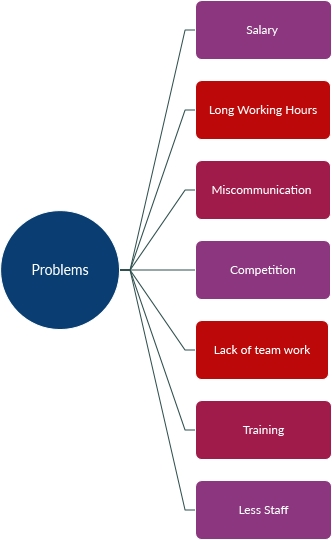 Salary
Long Working Hours
Miscommunication
Problems
Competition
Lack of team work
Training
Less Staff